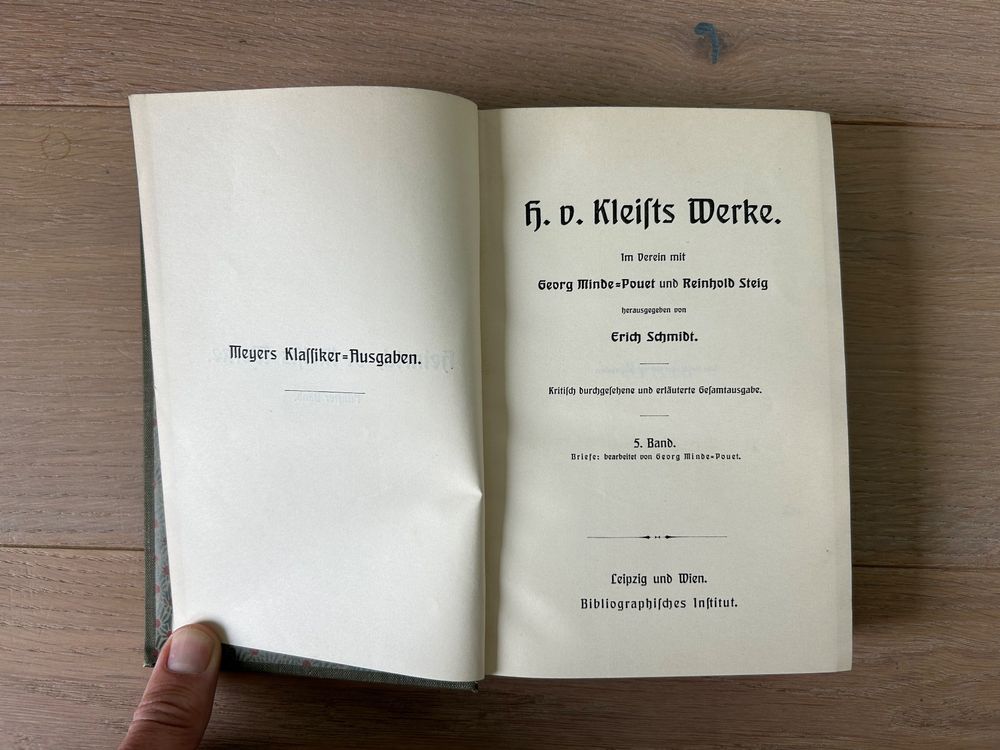 Meyers Klaſſiker=Ausgaben.
H. v. Kleiſts Werke.
Im Verein mit
Georg Minde=Pouet und Reinhold Steig
herausgegeben von
Erich Schmidt.
Kritiſch durchgeſehene und erläuterte Geſamtausgabe.
5. Band.
Briefe: bearbeitet von Georg Minde=Pouet.
Leipzig und Wien.
Bibliographiſches Inſtitut.